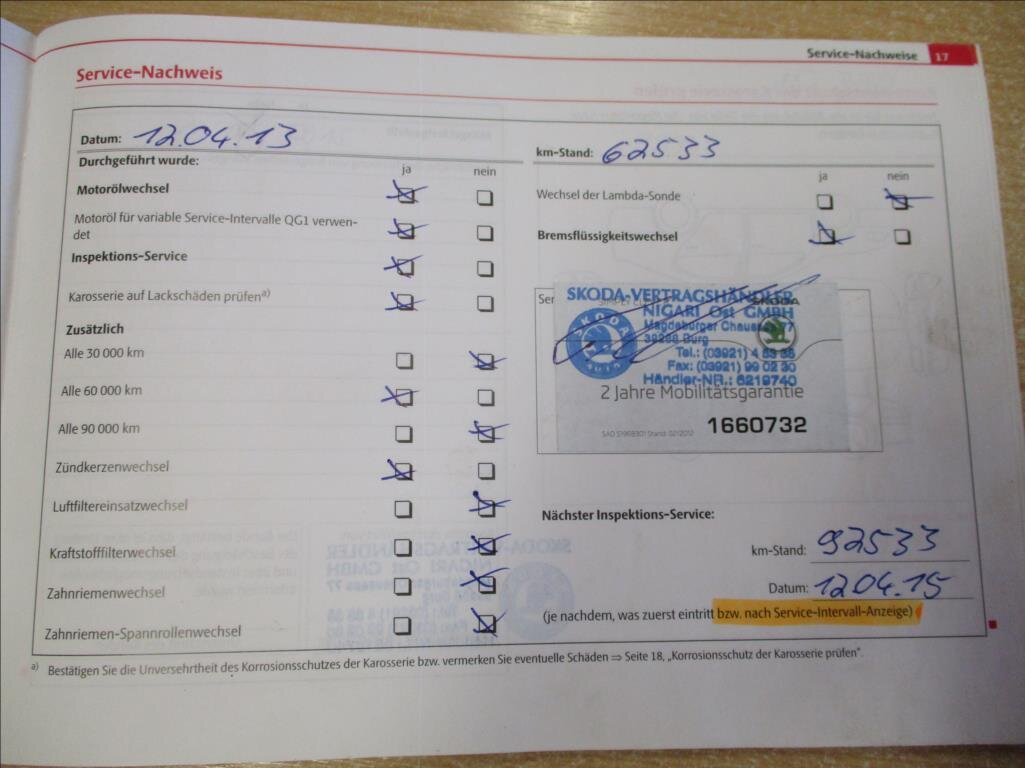 Service-Nachweise 17
Service-Nachweis
Datum: 12.04.13
km-Stand: 62533
Durchgeführt wurde:
ja nein
ja nein
Motorölwechsel
Wechsel der Lambda-Sonde
Motoröl für variable Service-Intervalle QG1 verwen-
det
Bremsflüssigkeitswechsel
Inspektions-Service
Karosserie auf Lackschäden prüfen a)
Zusätzlich
Alle 30 000 km
Alle 60 000 km
Alle 90 000 km
Zündkerzenwechsel
Luftfiltereinsatzwechsel
Kraftstofffilterwechsel
Zahnriemenwechsel
Zahnriemen-Spannrollenwechsel
SKODA-VERTRAGSHÄNDLER
SKODA
NIGARI Ost GMBH
Magdeburger
39288 Burg
Tel.: (03921)
Fax: (03921) 99 02 30
Händler-NR.: 6219740
SKODA
AUTO
2 Jahre Mobilitätsgarantie
1660732
Nächster Inspektions-Service:
km-Stand: 92533
Datum: 12.04.15
(je nachdem, was zuerst eintritt bzw. nach Service-Intervall-Anzeige)
a) Bestätigen Sie die Unversehrtheit des Korrosionsschutzes der Karosserie bzw. vermerken Sie eventuelle Schäden ⇒ Seite 18, „Korrosionsschutz der Karosserie prüfen“.